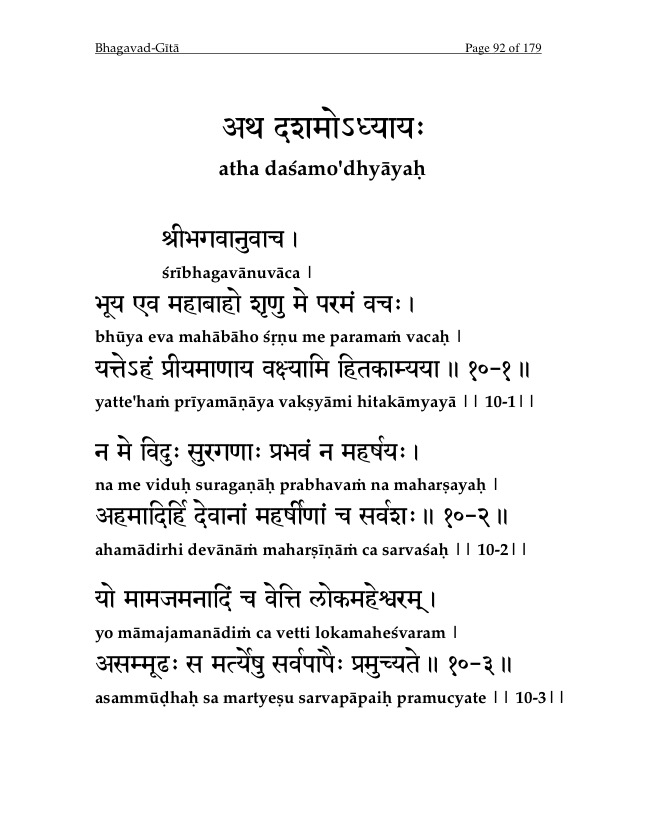 Bhagavad-Gītā Page 92 of 179
अथ दशमोऽध्यायः
atha daśamo'dhyāyaḥ
श्रीभगवानुवाच ।
śrībhagavānuvāca |
भूय एव महाबाहो शृणु मे परमं वचः ।
bhūya eva mahābāho śṛṇu me paramaṁ vacaḥ |
यत्तेऽहं प्रीयमाणाय वक्ष्यामि हितकाम्यया ॥ १०-१॥
yatte'haṁ prīyamāṇāya vakṣyāmi hitakāmyayā || 10-1||
न मे विदुः सुरगणाः प्रभवं न महर्षयः ।
na me viduḥ suragaṇāḥ prabhavaṁ na maharṣayaḥ |
अहमादिर्हि देवानां महर्षीणां च सर्वशः ॥ १०-२॥
ahamādirhi devānāṁ maharṣīṇāṁ ca sarvaśaḥ || 10-2||
यो मामजमनादिं च वेत्ति लोकमहेश्वरम् ।
yo māmajamanādiṁ ca vetti lokamaheśvaram |
असम्मूढः स मर्त्येषु सर्वपापैः प्रमुच्यते ॥ १०-३॥
asammūḍhaḥ sa martyeṣu sarvapāpaiḥ pramucyate || 10-3||